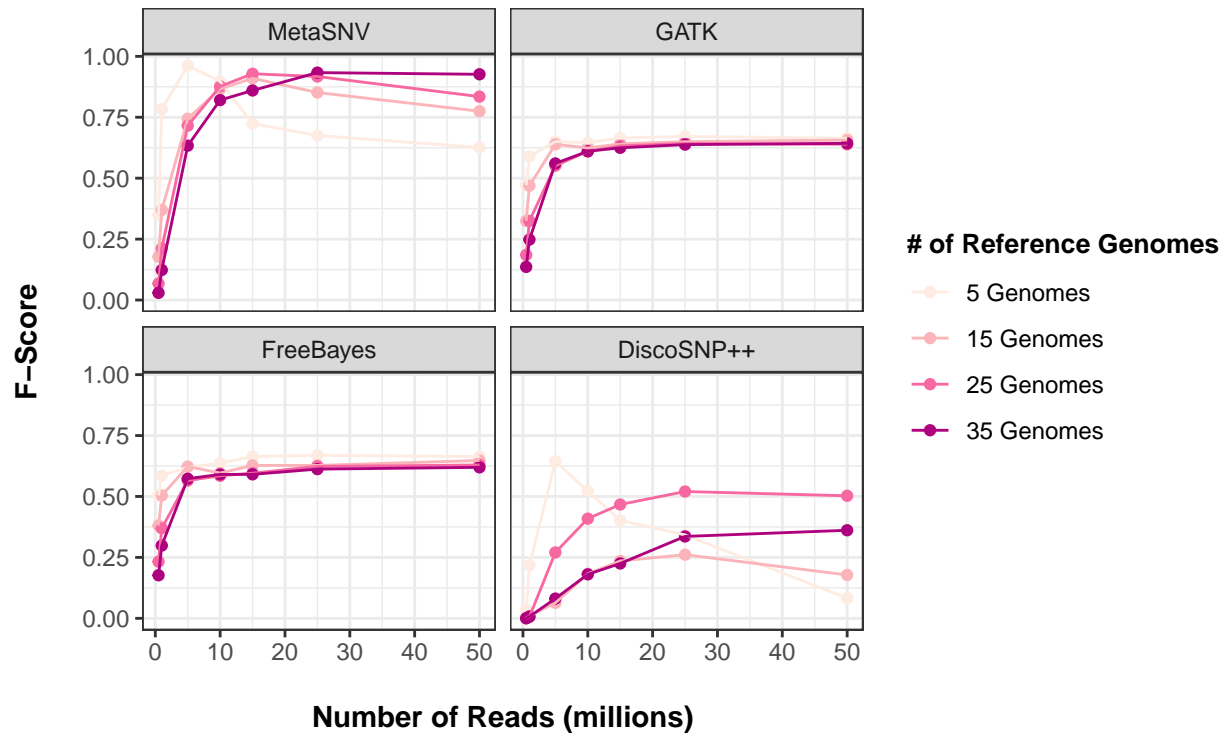 MetaSNV
GATK
1.00
0.75
0.50
0.25
0.00
FreeBayes
DiscoSNP++
1.00
0.75
0.50
0.25
0.00
0 10 20 30 40 50
0 10 20 30 40 50
Number of Reads (millions)
F−Score
# of Reference Genomes
5 Genomes
15 Genomes
25 Genomes
35 Genomes